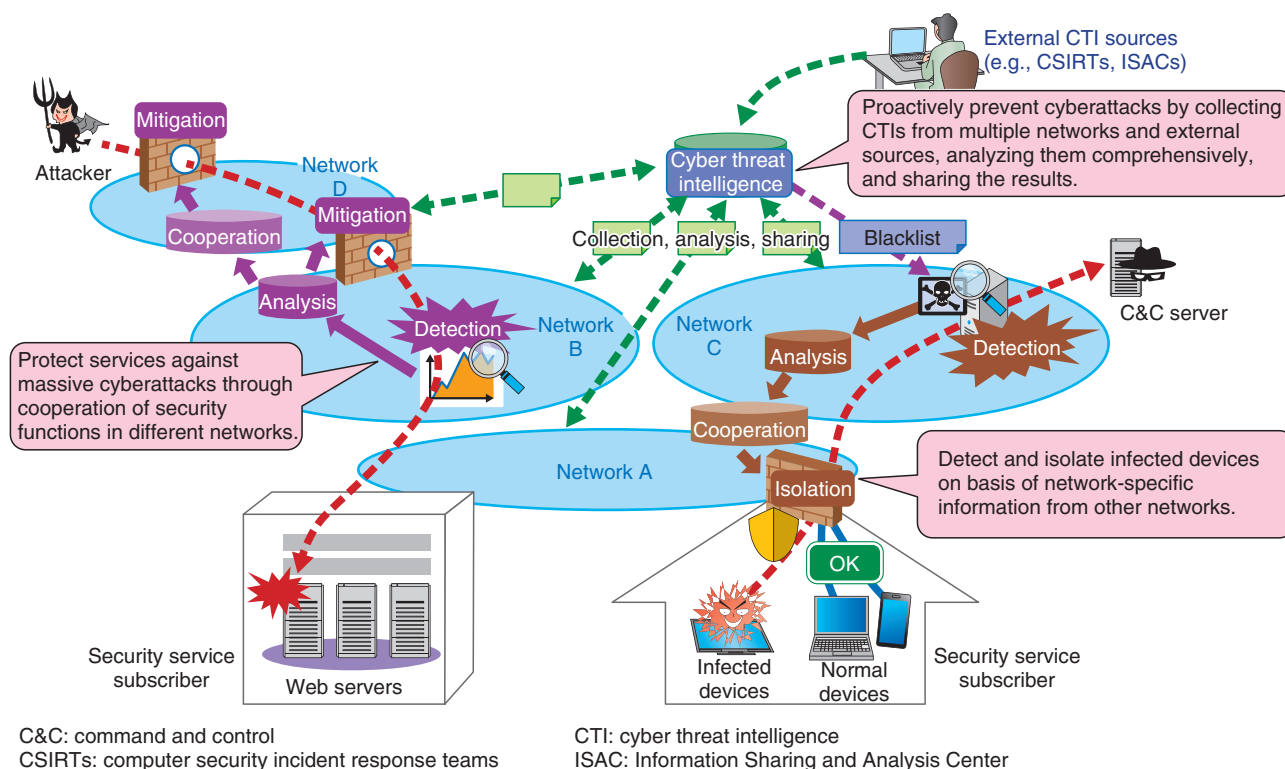 External CTI sources
(e.g., CSIRTs, ISACs)
Proactively prevent cyberattacks by collecting
CTIs from multiple networks and external
sources, analyzing them comprehensively,
and sharing the results.
Mitigation
Attacker
Network
D
Cyber threat
intelligence
Mitigation
Cooperation
Collection, analysis, sharing
Blacklist
Analysis
C&C server
Detection
Network
B
Network
C
Analysis
Detection
Protect services against
massive cyberattacks through
cooperation of security
functions in different networks.
Cooperation
Network A
Isolation
Detect and isolate infected devices
on basis of network-specific
information from other networks.
OK
Security service
subscriber
Web servers
Infected
devices
Normal
devices
Security service
subscriber
C&C: command and control
CSIRTs: computer security incident response teams
CTI: cyber threat intelligence
ISAC: Information Sharing and Analysis Center